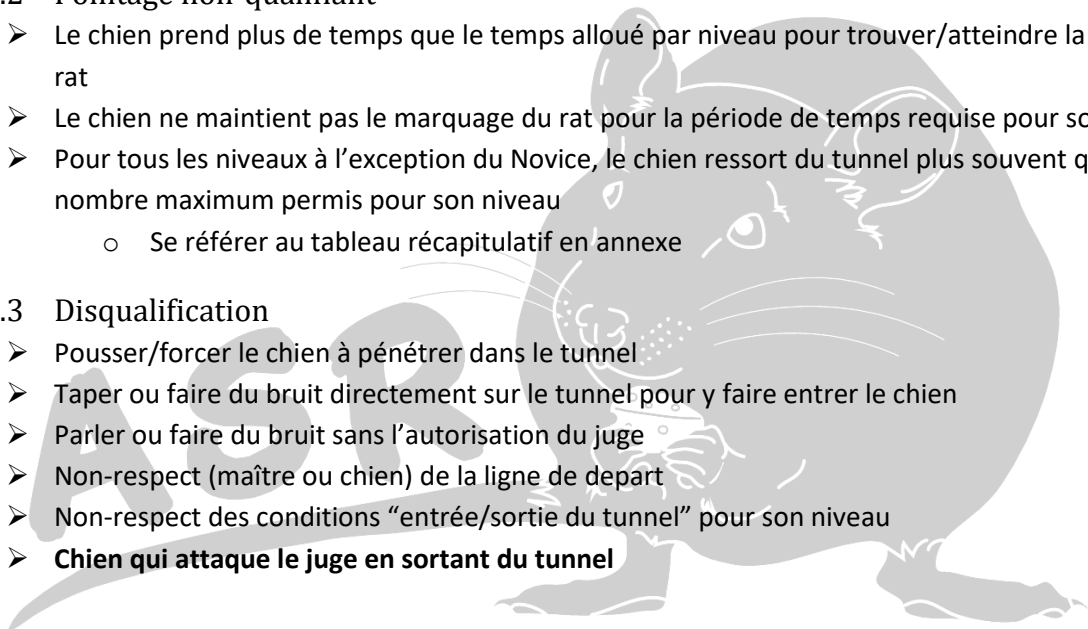 .2 Pointage non-qualifiant
➢ Le chien prend plus de temps que le temps alloué par niveau pour trouver/atteindre la
rat
➢ Le chien ne maintient pas le marquage du rat pour la période de temps requise pour
➢ Pour tous les niveaux à l’exception du Novice, le chien ressort du tunnel plus souvent
nombre maximum permis pour son niveau
o Se référer au tableau récapitulatif en annexe
.3 Disqualification
➢ Pousser/forcer le chien à pénétrer dans le tunnel
➢ Taper ou faire du bruit directement sur le tunnel pour y faire entrer le chien
➢ Parler ou faire du bruit sans l’autorisation du juge
➢ Non-respect (maître ou chien) de la ligne de depart
➢ Non-respect des conditions “entrée/sortie du tunnel” pour son niveau
➢ Chien qui attaque le juge en sortant du tunnel
ASR